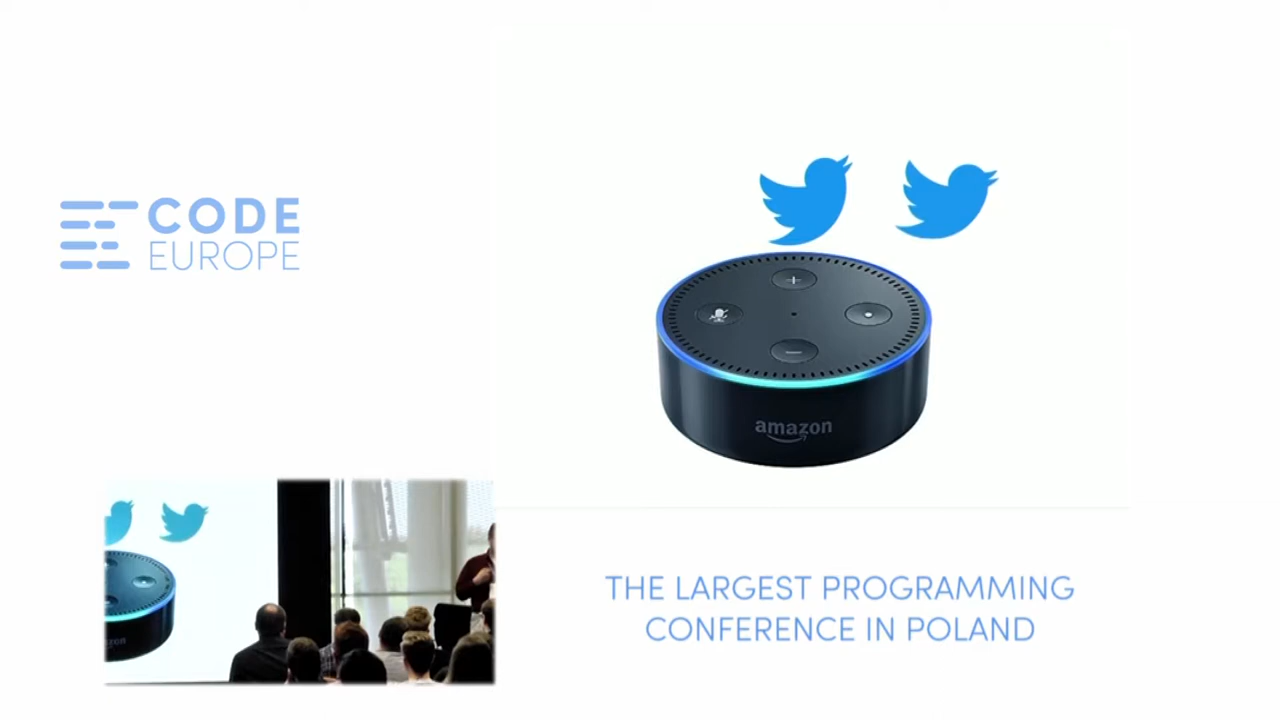 CODE
EUROPE
amazon
THE LARGEST PROGRAMMING
CONFERENCE IN POLAND